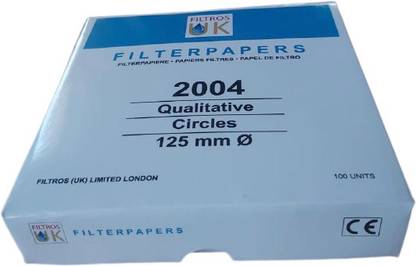 FILTROS
UK
FILTERPAPERS
FILTERPAPIERE - PAPIERS FILTRES - PAPEL DE FILTRO
2004
Qualitative
Circles
125 mm Ø
FILTROS (UK) LIMITED LONDON
100 UNITS
FILTROS
UK
FILTERPAPERS
CE